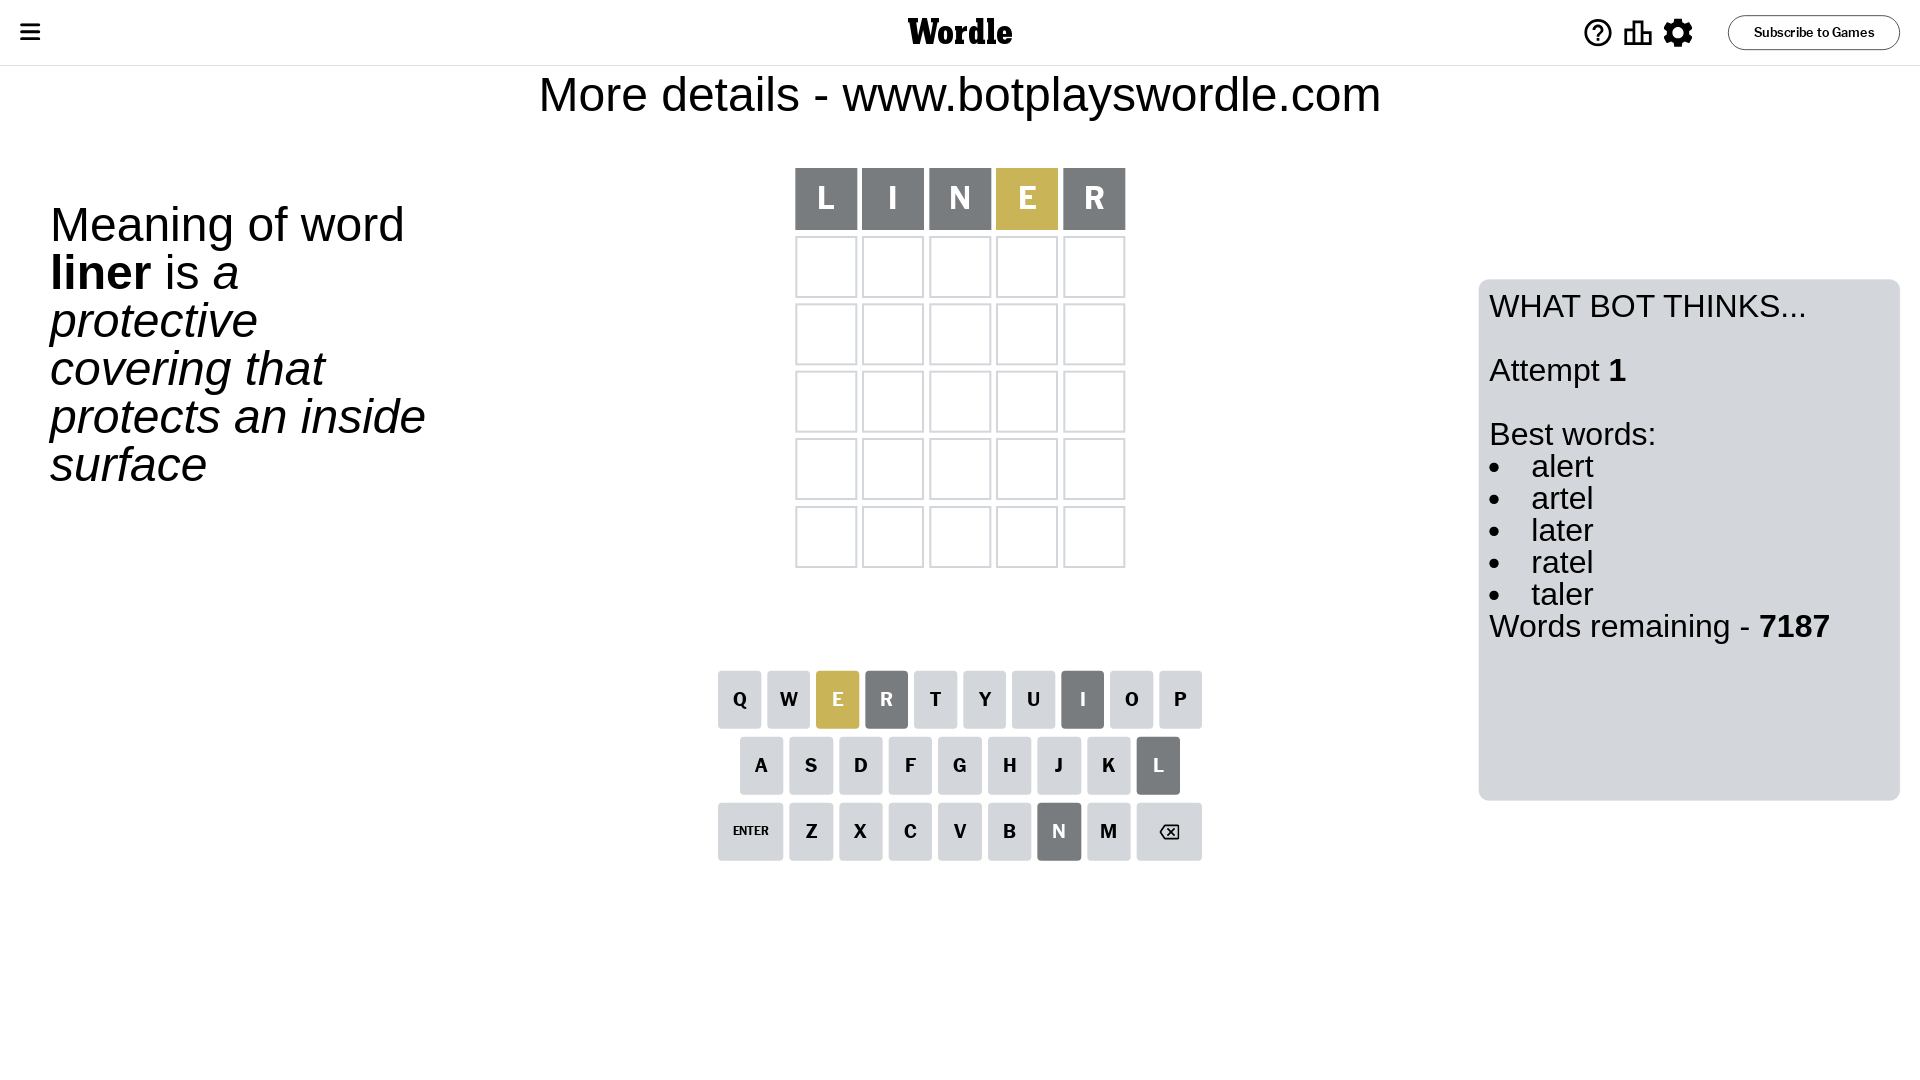 Wordle
Subscribe to Games
More details - www.botplayswordle.com
Meaning of word
liner is a
protective
covering that
protects an inside
surface
L I N E R
WHAT BOT THINKS...
Attempt 1
Best words:
• alert
• artel
• later
• ratel
• taler
Words remaining - 7187
Q W E R T Y U I O P
A S D F G H J K L
ENTER Z X C V B N M